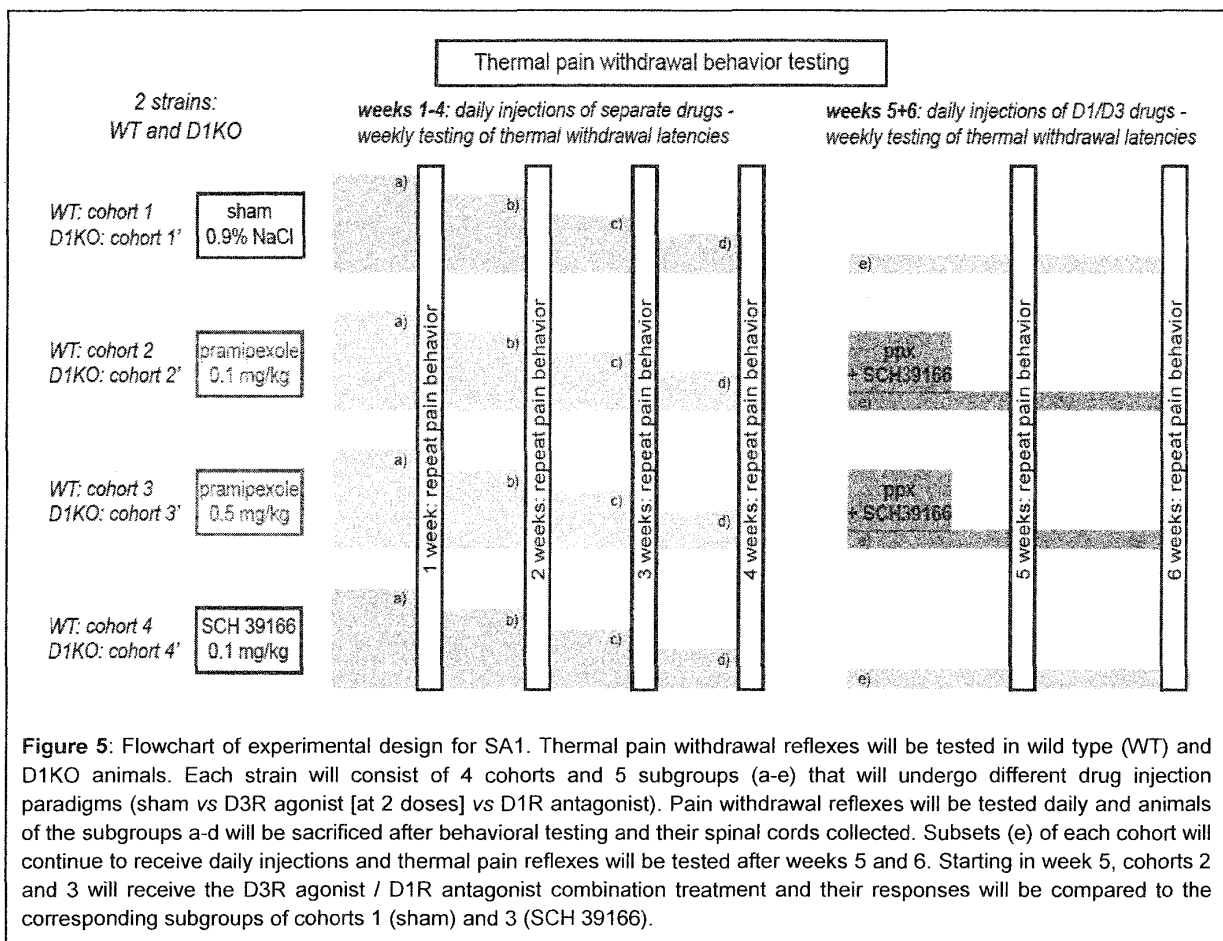 Thermal pain withdrawal behavior testing
2 strains:
WT and D1KO
weeks 1-4: daily injections of separate drugs -
weekly testing of thermal withdrawal latencies
weeks 5+6: daily injections of D1/D3 drugs -
weekly testing of thermal withdrawal latencies
WT: cohort 1
D1KO: cohort 1'
sham
0.9% NaCl
a)
b)
c)
d)
e)
WT: cohort 2
D1KO: cohort 2'
pramipexole
0.1 mg/kg
a)
b)
c)
d)
ppx
+ SCH39166
e)
WT: cohort 3
D1KO: cohort 3'
pramipexole
0.5 mg/kg
a)
b)
c)
d)
ppx
+ SCH39166
e)
WT: cohort 4
D1KO: cohort 4'
SCH 39166
0.1 mg/kg
a)
b)
c)
d)
e)
1 week: repeat pain behavior
2 weeks: repeat pain behavior
3 weeks: repeat pain behavior
4 weeks: repeat pain behavior
5 weeks: repeat pain behavior
6 weeks: repeat pain behavior
Figure 5: Flowchart of experimental design for SA1. Thermal pain withdrawal reflexes will be tested in wild type (WT) and
D1KO animals. Each strain will consist of 4 cohorts and 5 subgroups (a-e) that will undergo different drug injection
paradigms (sham vs D3R agonist [at 2 doses] vs D1R antagonist). Pain withdrawal reflexes will be tested daily and animals
of the subgroups a-d will be sacrificed after behavioral testing and their spinal cords collected. Subsets (e) of each cohort will
continue to receive daily injections and thermal pain reflexes will be tested after weeks 5 and 6. Starting in week 5, cohorts 2
and 3 will receive the D3R agonist / D1R antagonist combination treatment and their responses will be compared to the
corresponding subgroups of cohorts 1 (sham) and 3 (SCH 39166).